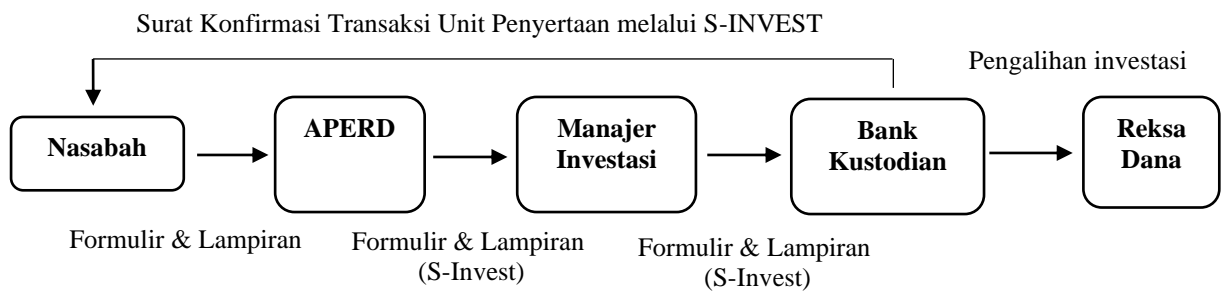 Surat Konfirmasi Transaksi Unit Penyertaan melalui S-INVEST
Pengalihan investasi
Nasabah
APERD
Manajer
Investasi
Bank
Kustodian
Reksa
Dana
Formulir & Lampiran
Formulir & Lampiran
(S-Invest)
Formulir & Lampiran
(S-Invest)